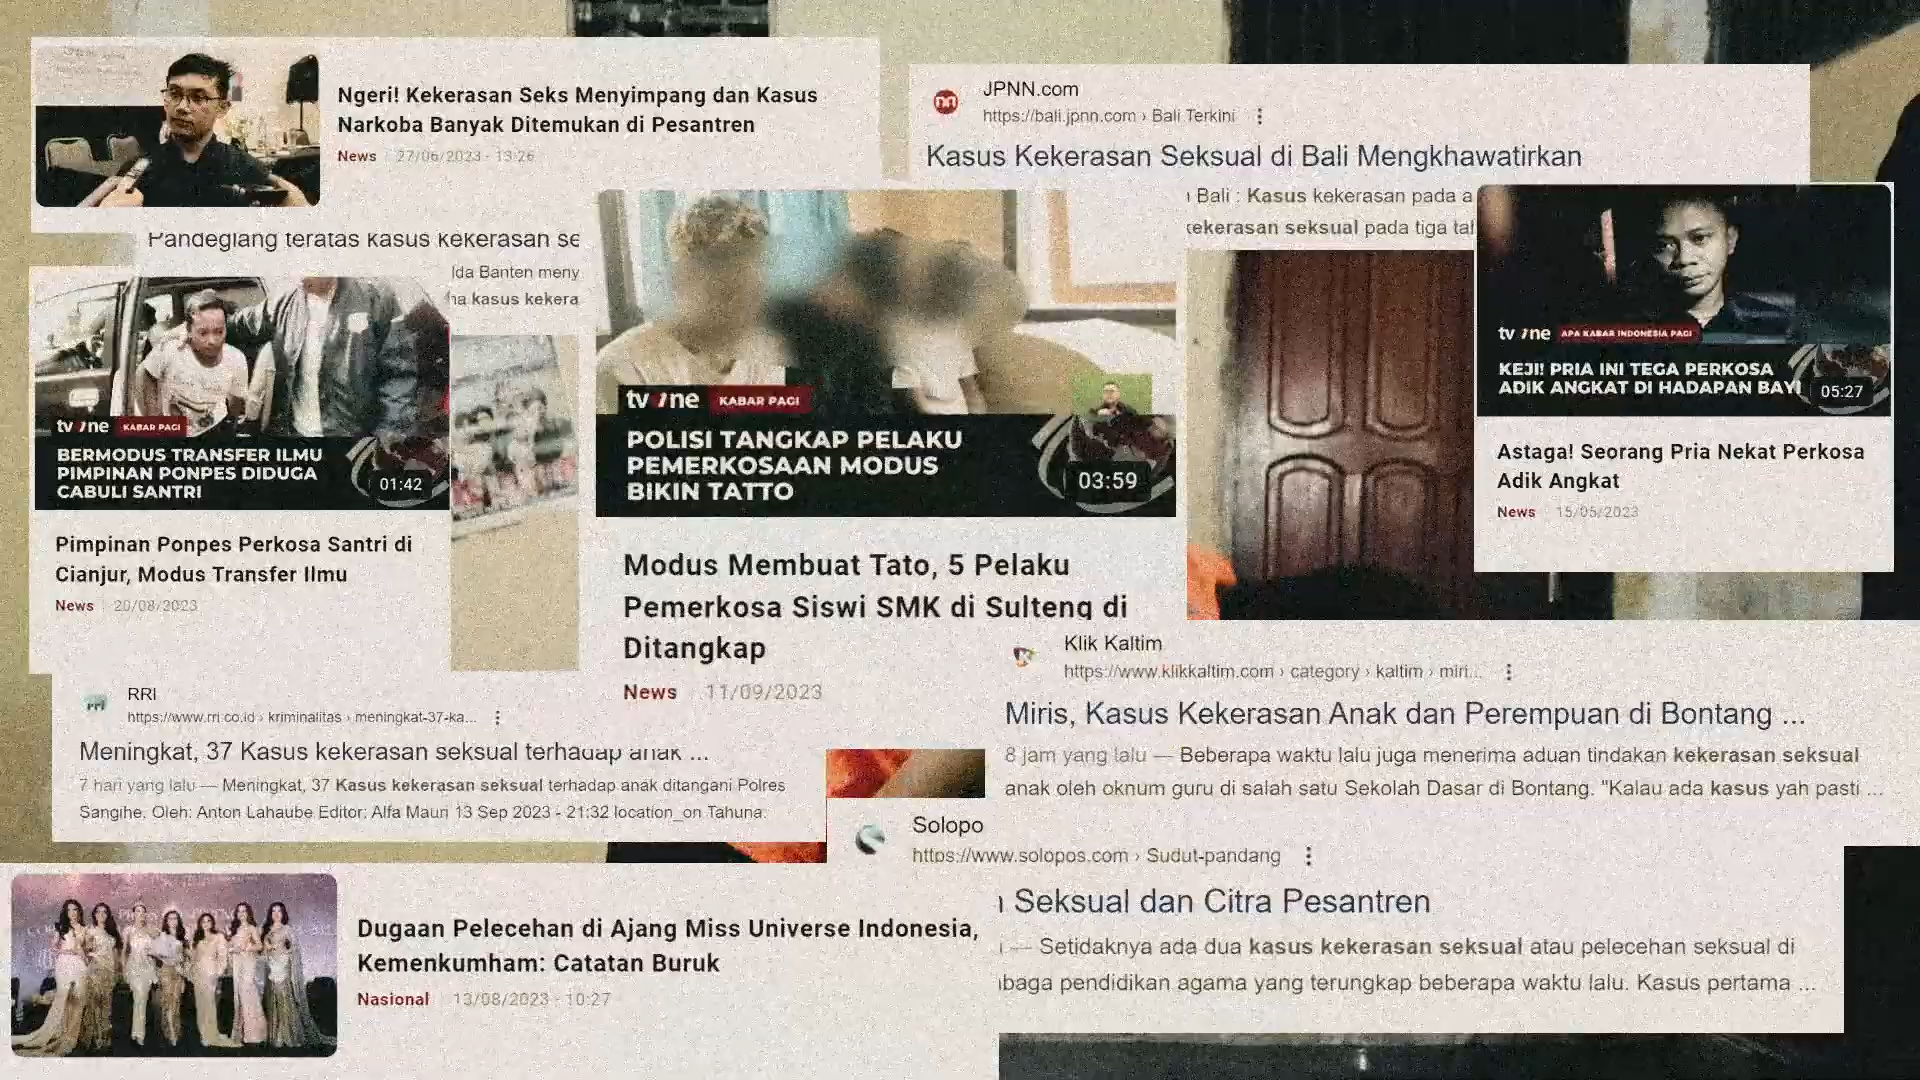 Ngeri! Kekerasan Seks Menyimpang dan Kasus
Narkoba Banyak Ditemukan di Pesantren
News 27/06/2023 - 13:26
JPNN.com
https://bali.jpnn.com › Bali Terkini
Kasus Kekerasan Seksual di Bali Mengkhawatirkan
Bali : Kasus kekerasan pada a
kekerasan seksual pada tiga tah
Pandeglang teratas kasus kekerasan se
lda Banten meny
na kasus kekera
tvOne KABAR PAGI
BERMODUS TRANSFER ILMU
PIMPINAN PONPES DIDUGA
CABULI SANTRI
01:42
Pimpinan Ponpes Perkosa Santri di
Cianjur, Modus Transfer Ilmu
News 20/08/2023
tvOne KABAR PAGI
POLISI TANGKAP PELAKU
PEMERKOSAAN MODUS
BIKIN TATTO
03:59
Modus Membuat Tato, 5 Pelaku
Pemerkosa Siswi SMK di Sulteng di
Ditangkap
News 11/09/2023
tvOne APA KABAR INDONESIA PAGI
KEJI! PRIA INI TEGA PERKOSA
ADIK ANGKAT DI HADAPAN BAYI
05:27
Astaga! Seorang Pria Nekat Perkosa
Adik Angkat
News 15/05/2023
RRI
https://www.rri.co.id › kriminalitas › meningkat-37-ka...
Meningkat, 37 Kasus kekerasan seksual terhadap anak ...
7 hari yang lalu — Meningkat, 37 Kasus kekerasan seksual terhadap anak ditangani Polres
Sangihe. Oleh: Anton Lahaube Editor: Alfa Mauri 13 Sep 2023 - 21:32 location_on Tahuna.
Klik Kaltim
https://www.klikkaltim.com › category › kaltim › miri...
Miris, Kasus Kekerasan Anak dan Perempuan di Bontang ...
8 jam yang lalu — Beberapa waktu lalu juga menerima aduan tindakan kekerasan seksual
anak oleh oknum guru di salah satu Sekolah Dasar di Bontang. "Kalau ada kasus yah pasti ...
Solopo
https://www.solopos.com › Sudut-pandang
Seksual dan Citra Pesantren
— Setidaknya ada dua kasus kekerasan seksual atau pelecehan seksual di
baga pendidikan agama yang terungkap beberapa waktu lalu. Kasus pertama ...
Dugaan Pelecehan di Ajang Miss Universe Indonesia,
Kemenkumham: Catatan Buruk
Nasional 13/08/2023 - 10:27